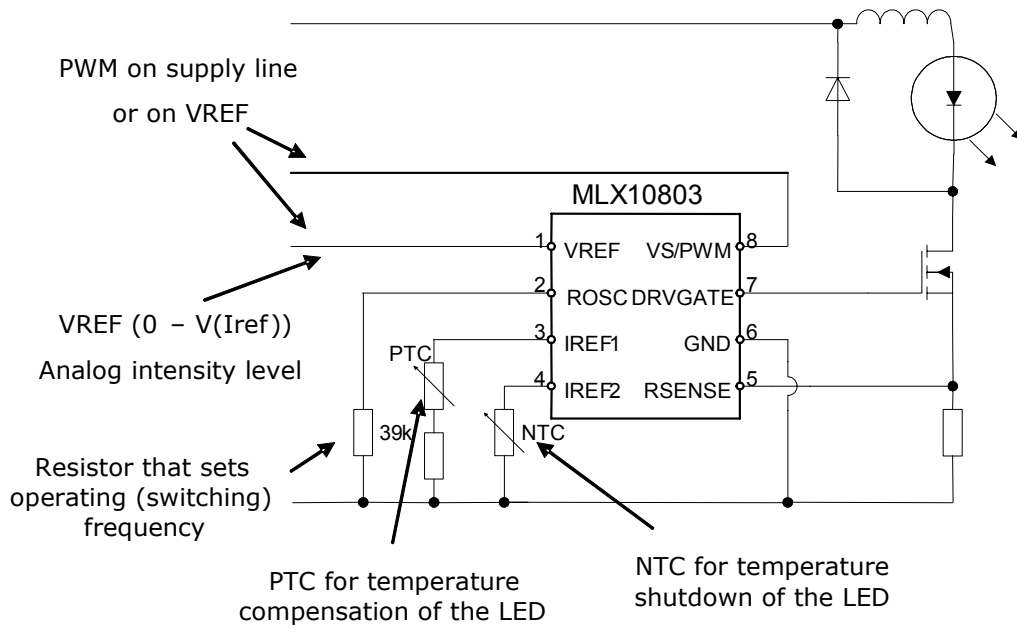 PWM on supply line
or on VREF
MLX10803
1 VREF VS/PWM 8
2 ROSC DRVGATE 7
3 IREF1 GND 6
4 IREF2 RSENSE 5
VREF (0 – V(Iref))
Analog intensity level
PTC
39k
NTC
Resistor that sets
operating (switching)
frequency
PTC for temperature
compensation of the LED
NTC for temperature
shutdown of the LED